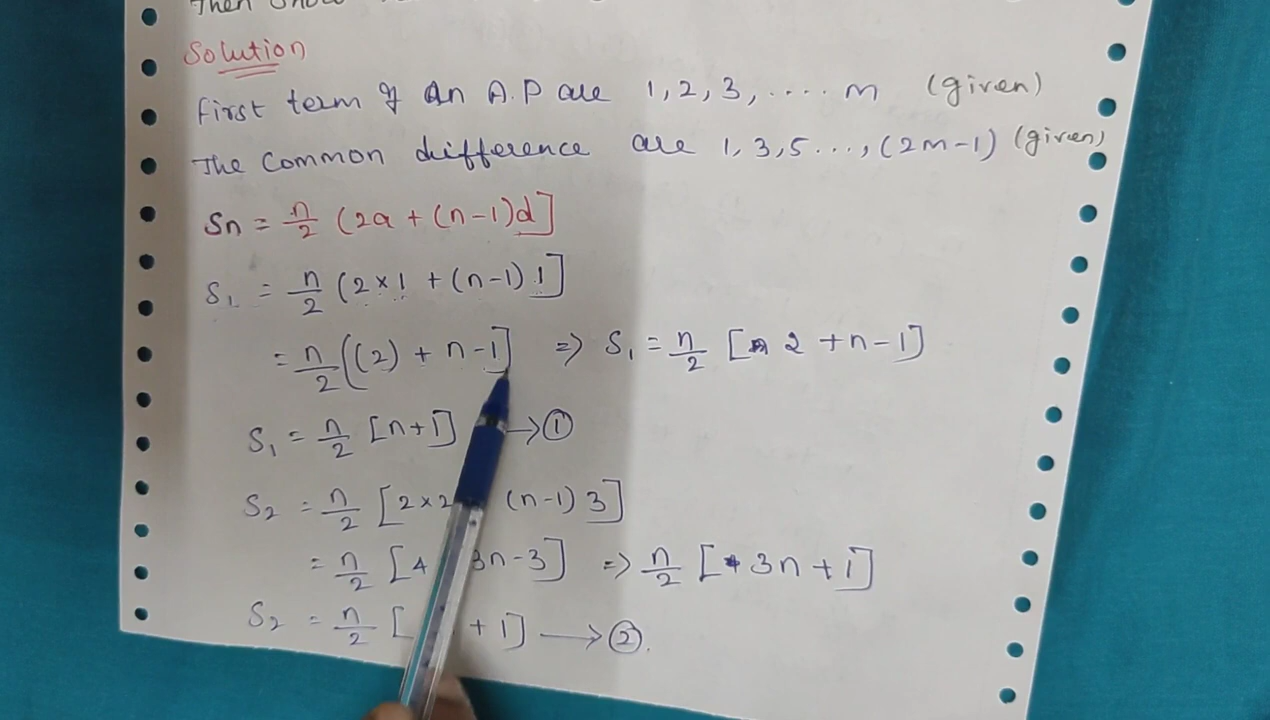 Then Show
Solution
First term of an A.P are 1, 2, 3, .... m (given)
The Common difference are 1, 3, 5..., (2m-1) (given)
Sn = n/2 (2a + (n-1)d]
S₁ = n/2 (2×1 + (n-1) 1]
= n/2 ((2) + n-1] => S₁ = n/2 [ 2 + n-1]
S₁ = n/2 [n+1] → ①
S₂ = n/2 [2×2 (n-1) 3]
= n/2 [4 3n-3] => n/2 [ 3n+1]
S₂ = n/2 [ + 1] → ②.